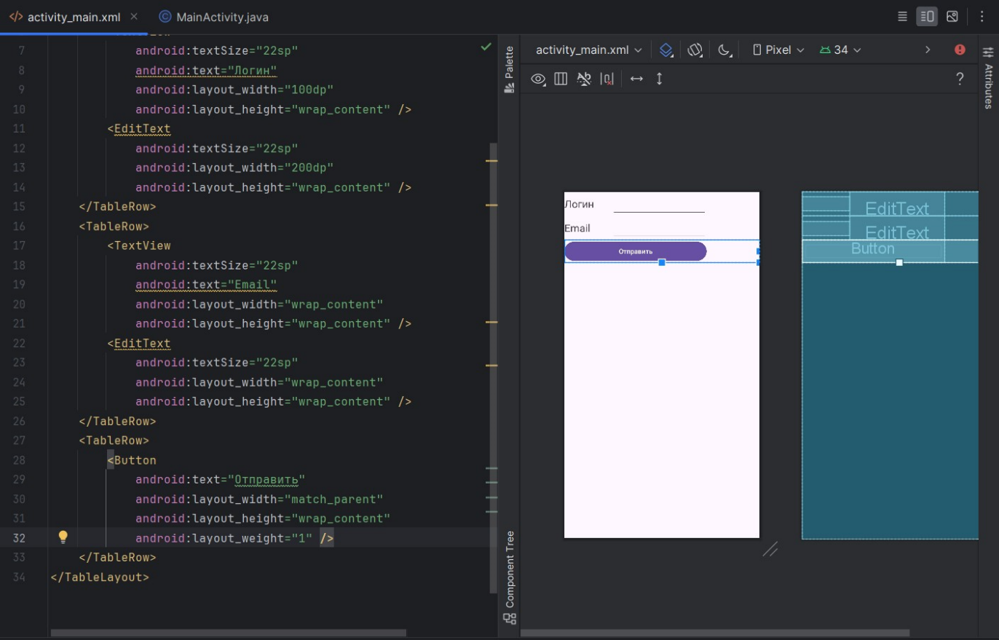 activity_main.xml
MainActivity.java
7 android:textSize="22sp"
8 android:text="Логин"
9 android:layout_width="100dp"
10 android:layout_height="wrap_content" />
11 <EditText
12 android:textSize="22sp"
13 android:layout_width="200dp"
14 android:layout_height="wrap_content" />
15 </TableRow>
16 <TableRow>
17 <TextView
18 android:textSize="22sp"
19 android:text="Email"
20 android:layout_width="wrap_content"
21 android:layout_height="wrap_content" />
22 <EditText
23 android:textSize="22sp"
24 android:layout_width="wrap_content"
25 android:layout_height="wrap_content" />
26 </TableRow>
27 <TableRow>
28 <Button
29 android:text="Отправить"
30 android:layout_width="match_parent"
31 android:layout_height="wrap_content"
32 android:layout_weight="1" />
33 </TableRow>
34 </TableLayout>
Palette
Component Tree
activity_main.xml
Pixel
34
Attributes
Логин
Email
Отправить
EditText
EditText
Button